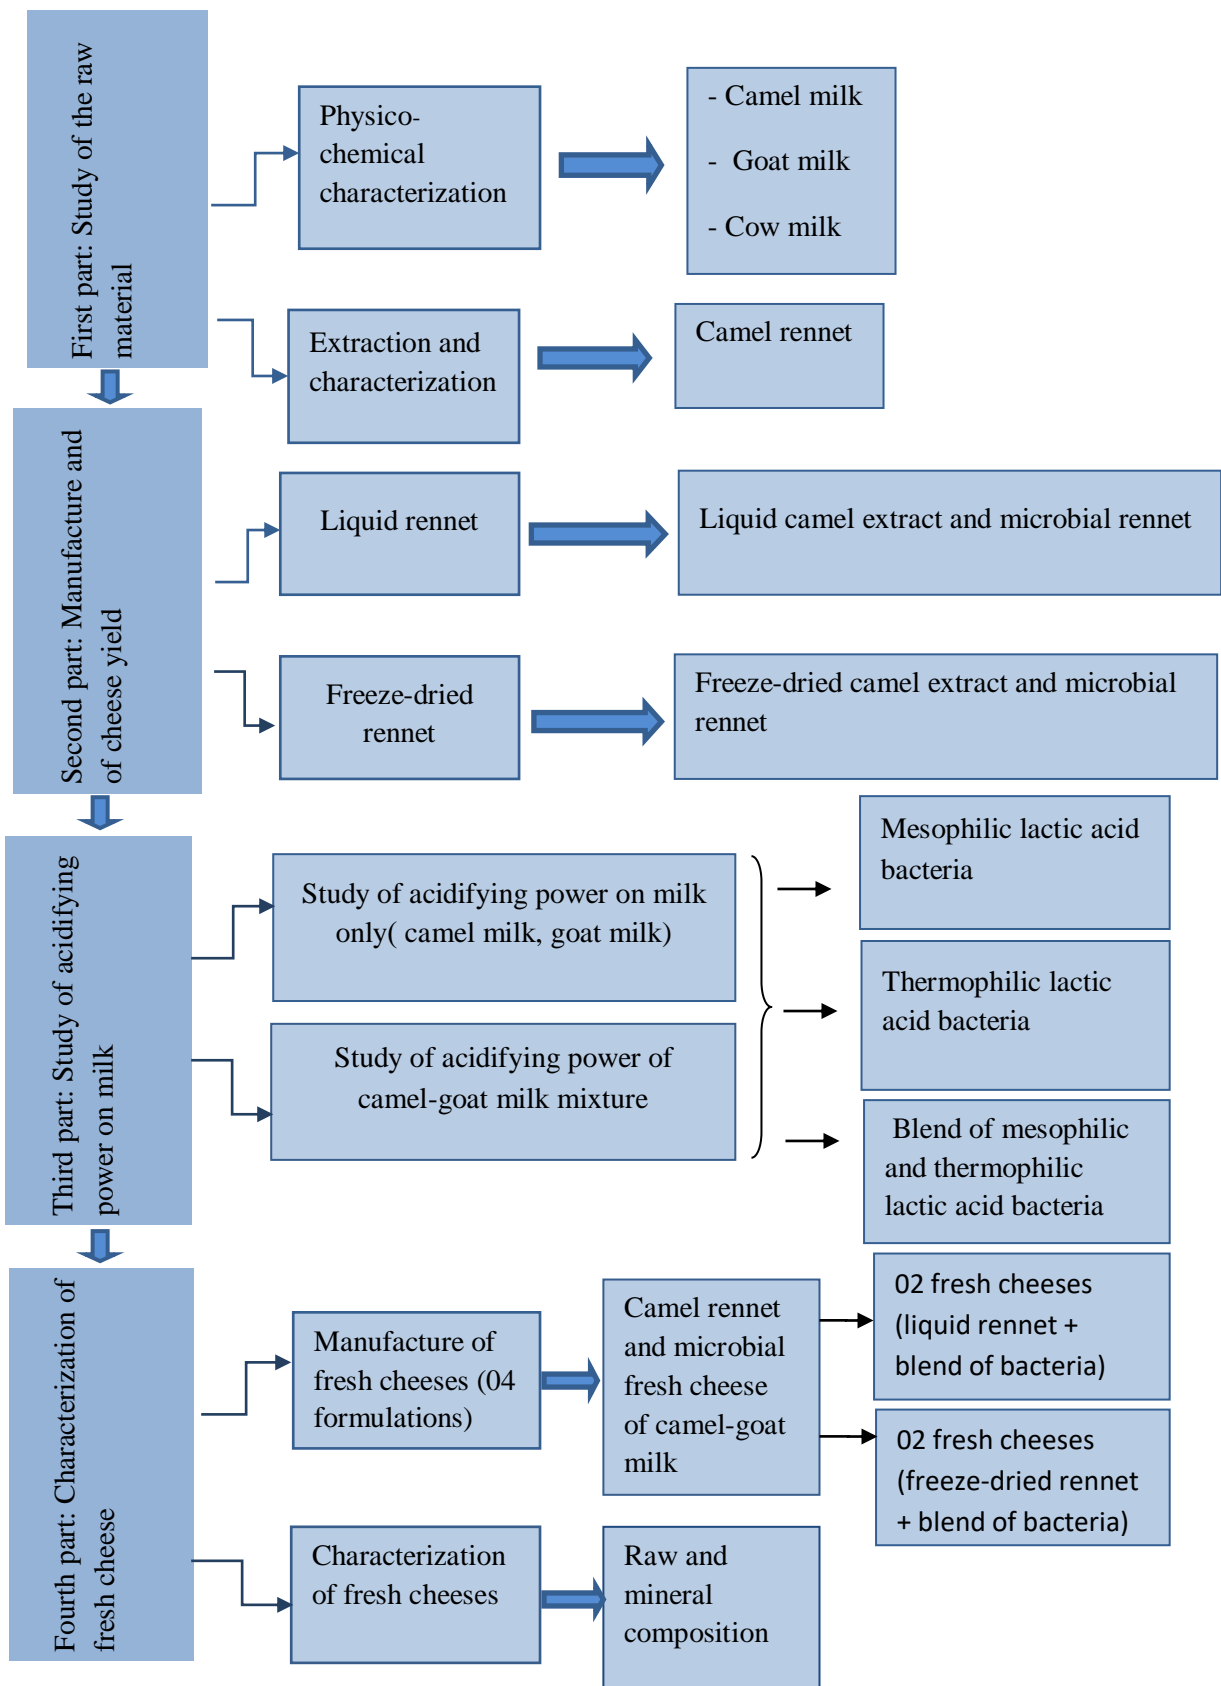 First part: Study of the raw
material
Physico-
chemical
characterization
- Camel milk
- Goat milk
- Cow milk
Extraction and
characterization
Camel rennet
Second part: Manufacture and
of cheese yield
Liquid rennet
Liquid camel extract and microbial rennet
Freeze-dried
rennet
Freeze-dried camel extract and microbial
rennet
Third part: Study of acidifying
power on milk
Study of acidifying power on milk
only( camel milk, goat milk)
Study of acidifying power of
camel-goat milk mixture
Mesophilic lactic acid
bacteria
Thermophilic lactic
acid bacteria
Blend of mesophilic
and thermophilic
lactic acid bacteria
Fourth part: Characterization of
fresh cheese
Manufacture of
fresh cheeses (04
formulations)
Camel rennet
and microbial
fresh cheese
of camel-goat
milk
02 fresh cheeses
(liquid rennet +
blend of bacteria)
02 fresh cheeses
(freeze-dried rennet
+ blend of bacteria)
Characterization
of fresh cheeses
Raw and
mineral
composition